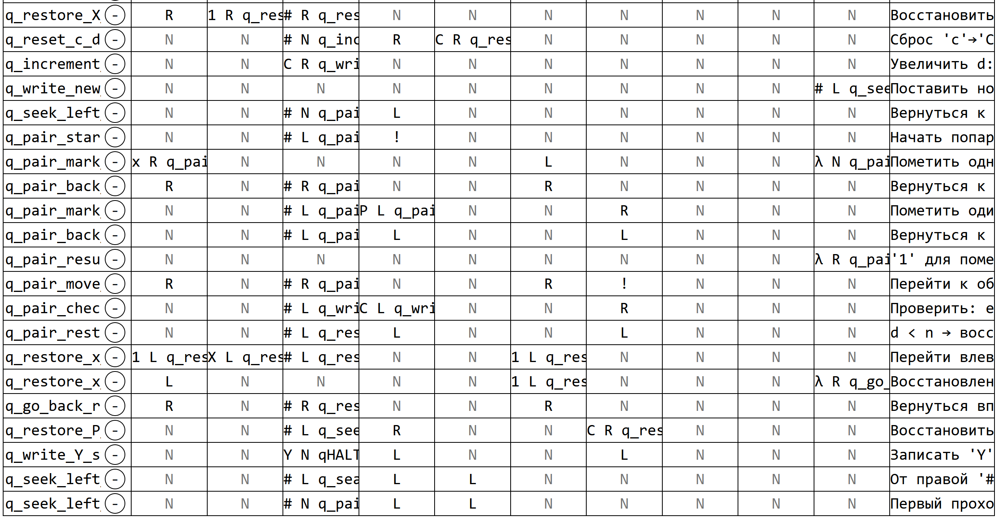 q_restore_X - R 1 R q_res # R q_res N N N N N N N Восстановить
q_reset_c_d - N N # N q_inc R C R q_res N N N N N Сброс 'c'→'C
q_increment - N N C R q_wri N N N N N N N Увеличить d:
q_write_new - N N N N N N N N N # L q_see Поставить но
q_seek_left - N N # N q_pai L N N N N N N Вернуться к
q_pair_star - N N # L q_pai ! N N N N N N Начать попар
q_pair_mark - x R q_pai N N N N L N N N λ N q_pai Пометить одн
q_pair_back - R N # R q_pai N N R N N N N Вернуться к
q_pair_mark - N N # L q_pai P L q_pai N N R N N N Пометить оди
q_pair_back - N N # L q_pai L N N L N N N Вернуться к
q_pair_resu - N N N N N N N N N λ R q_pai '1' для поме
q_pair_move - R N # R q_pai N N R ! N N N Перейти к об
q_pair_chec - N N # L q_wri C L q_wri N N R N N N Проверить: е
q_pair_rest - N N # L q_res L N N L N N N d < n → восс
q_restore_x - 1 L q_res X L q_res # L q_res N N 1 L q_res N N N N Перейти влев
q_restore_x - L N N N N 1 L q_res N N N λ R q_go_ Восстановлен
q_go_back_r - R N # R q_res N N R N N N N Вернуться вп
q_restore_P - N N # L q_see R N N C R q_res N N N Восстановить
q_write_Y_s - N N Y N qHALT L N N L N N N Записать 'Y'
q_seek_left - N N # L q_sea L L N N N N N От правой '#
q_seek_left - N N # N q_pai L L N N N N N Первый прохо